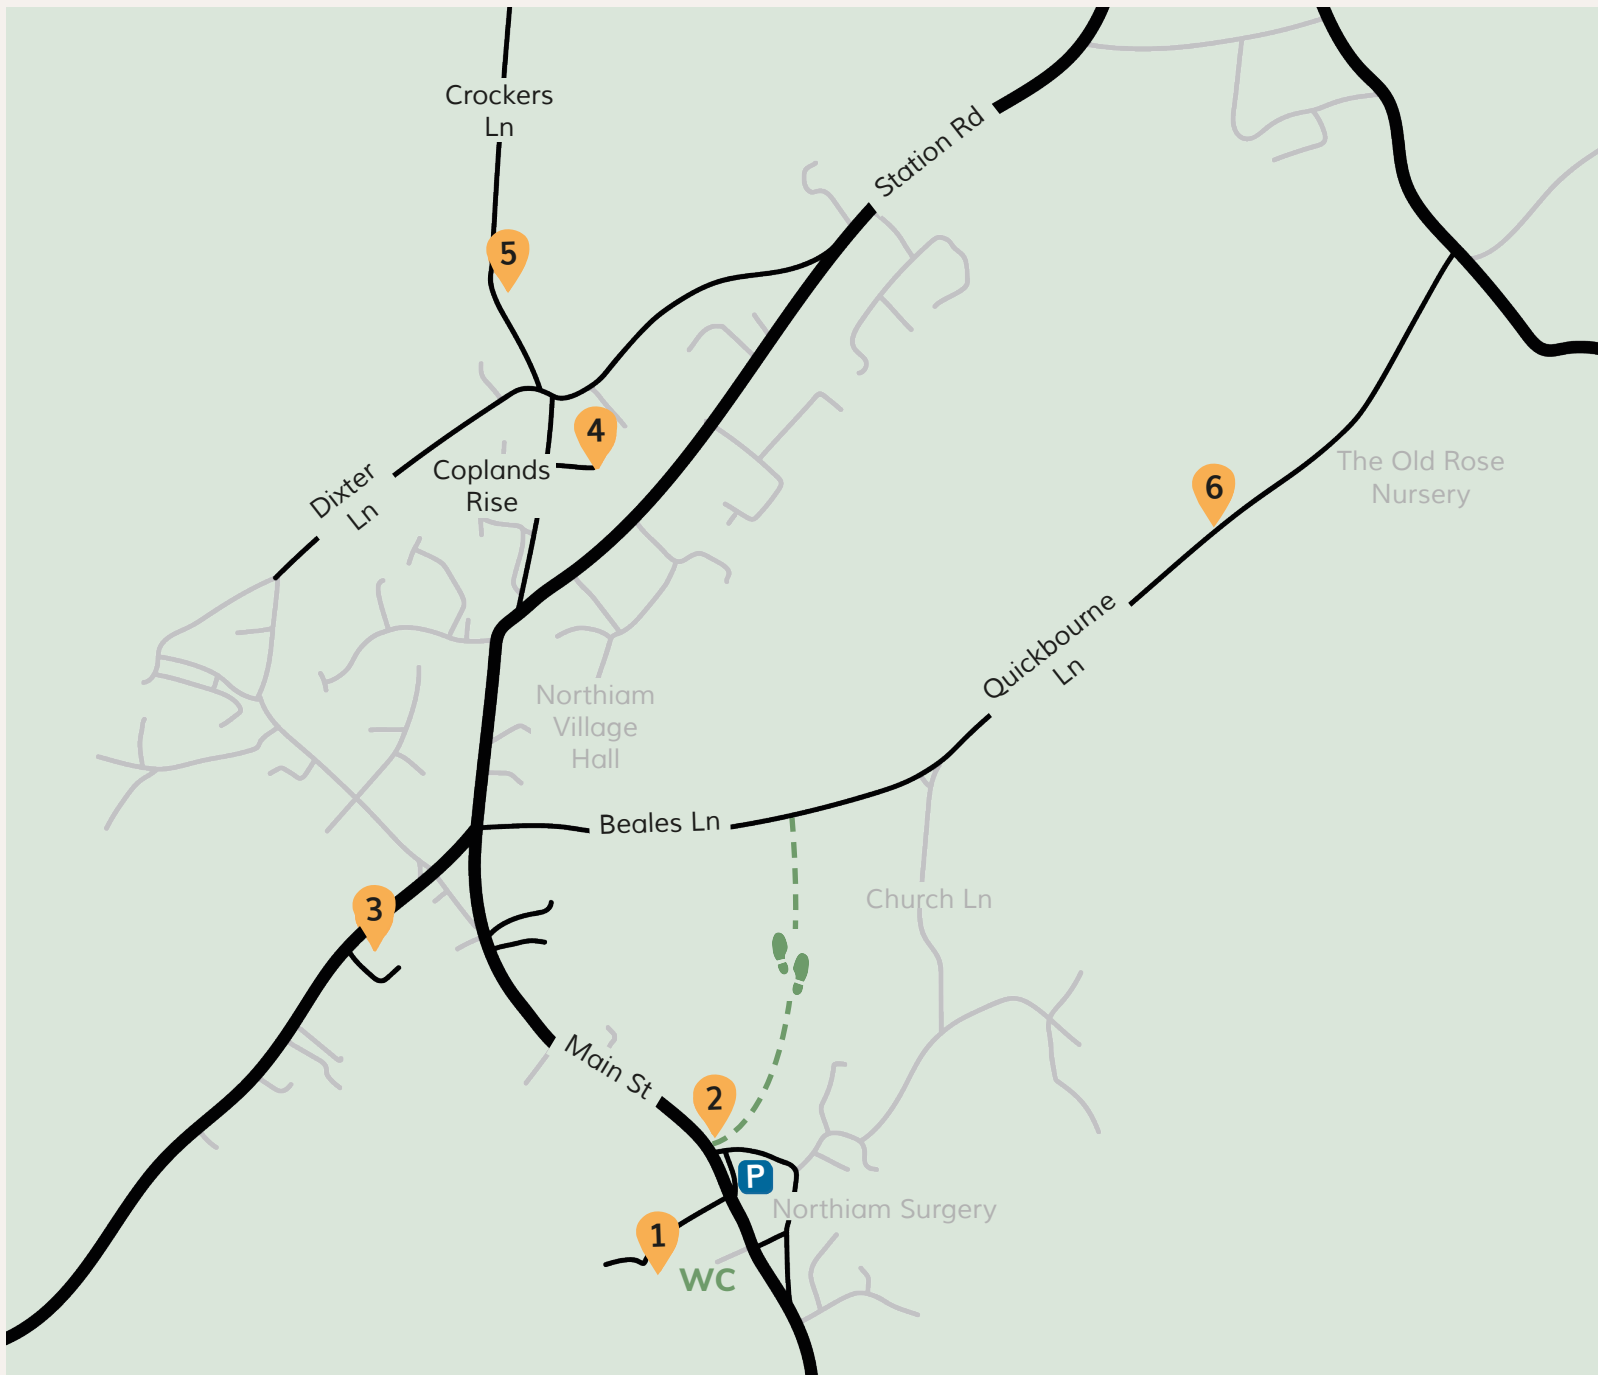 Crockers
Ln
Station Rd
5
4
Coplands
Rise
Dixter
Ln
The Old Rose
Nursery
6
Quickbourne
Ln
Northiam
Village
Hall
Beales Ln
3
Church Ln
Main St
2
P
Northiam Surgery
1
WC